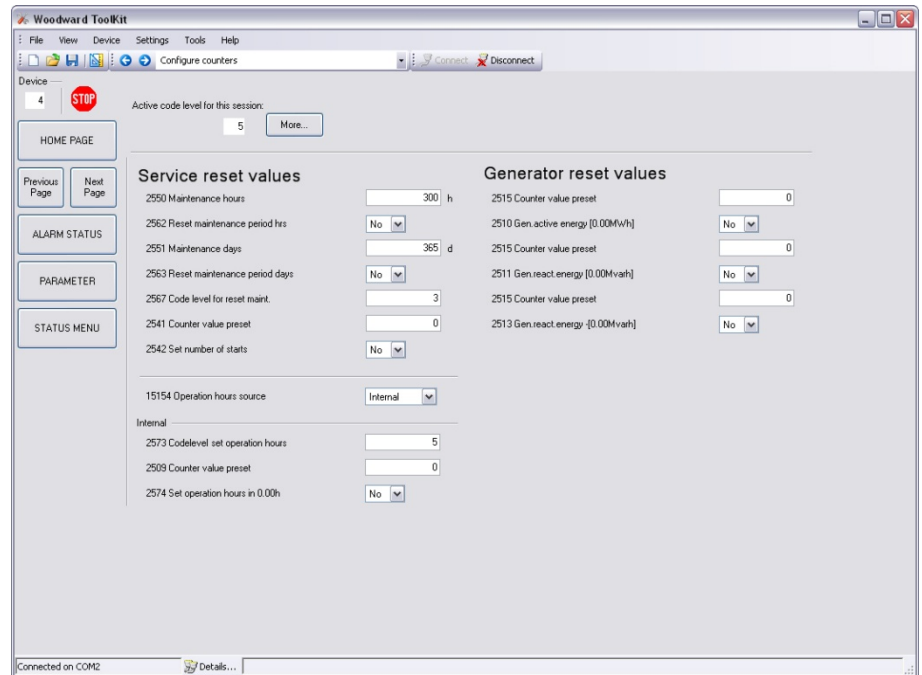 Woodward ToolKit
File View Device Settings Tools Help
Configure counters Connect Disconnect
Device
4 STOP
HOME PAGE
Previous Page Next Page
ALARM STATUS
PARAMETER
STATUS MENU
Active code level for this session:
5 More...
Service reset values
2550 Maintenance hours 300 h
2562 Reset maintenance period hrs No
2551 Maintenance days 365 d
2563 Reset maintenance period days No
2567 Code level for reset maint. 3
2541 Counter value preset 0
2542 Set number of starts No
15154 Operation hours source Internal
Internal
2573 Codelevel set operation hours 5
2509 Counter value preset 0
2574 Set operation hours in 0.00h No
Generator reset values
2515 Counter value preset 0
2510 Gen.active energy [0.00MWh] No
2515 Counter value preset 0
2511 Gen.react.energy [0.00Mvarh] No
2515 Counter value preset 0
2513 Gen.react.energy -[0.00Mvarh] No
Connected on COM2 Details...